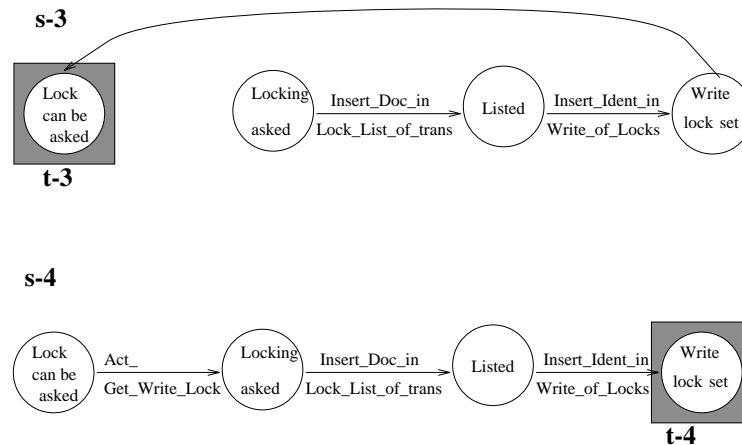 s-3
Lock
can be
asked
t-3
Locking
asked
Insert_Doc_in
Lock_List_of_trans
Listed
Insert_Ident_in
Write_of_Locks
Write
lock set
s-4
Lock
can be
asked
Act_
Get_Write_Lock
Locking
asked
Insert_Doc_in
Lock_List_of_trans
Listed
Insert_Ident_in
Write_of_Locks
Write
lock set
t-4